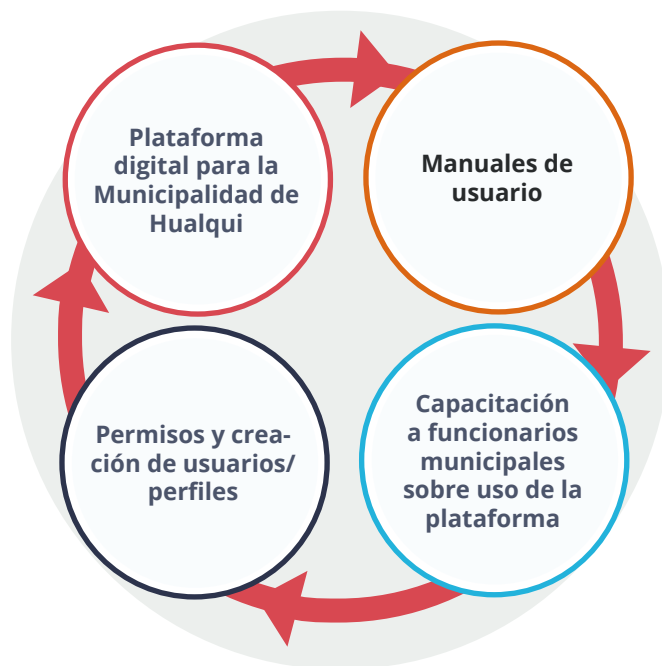 Plataforma
digital para la
Municipalidad de
Hualqui
Manuales de
usuario
Capacitación
a funcionarios
municipales
sobre uso de la
plataforma
Permisos y crea-
ción de usuarios/
perfiles